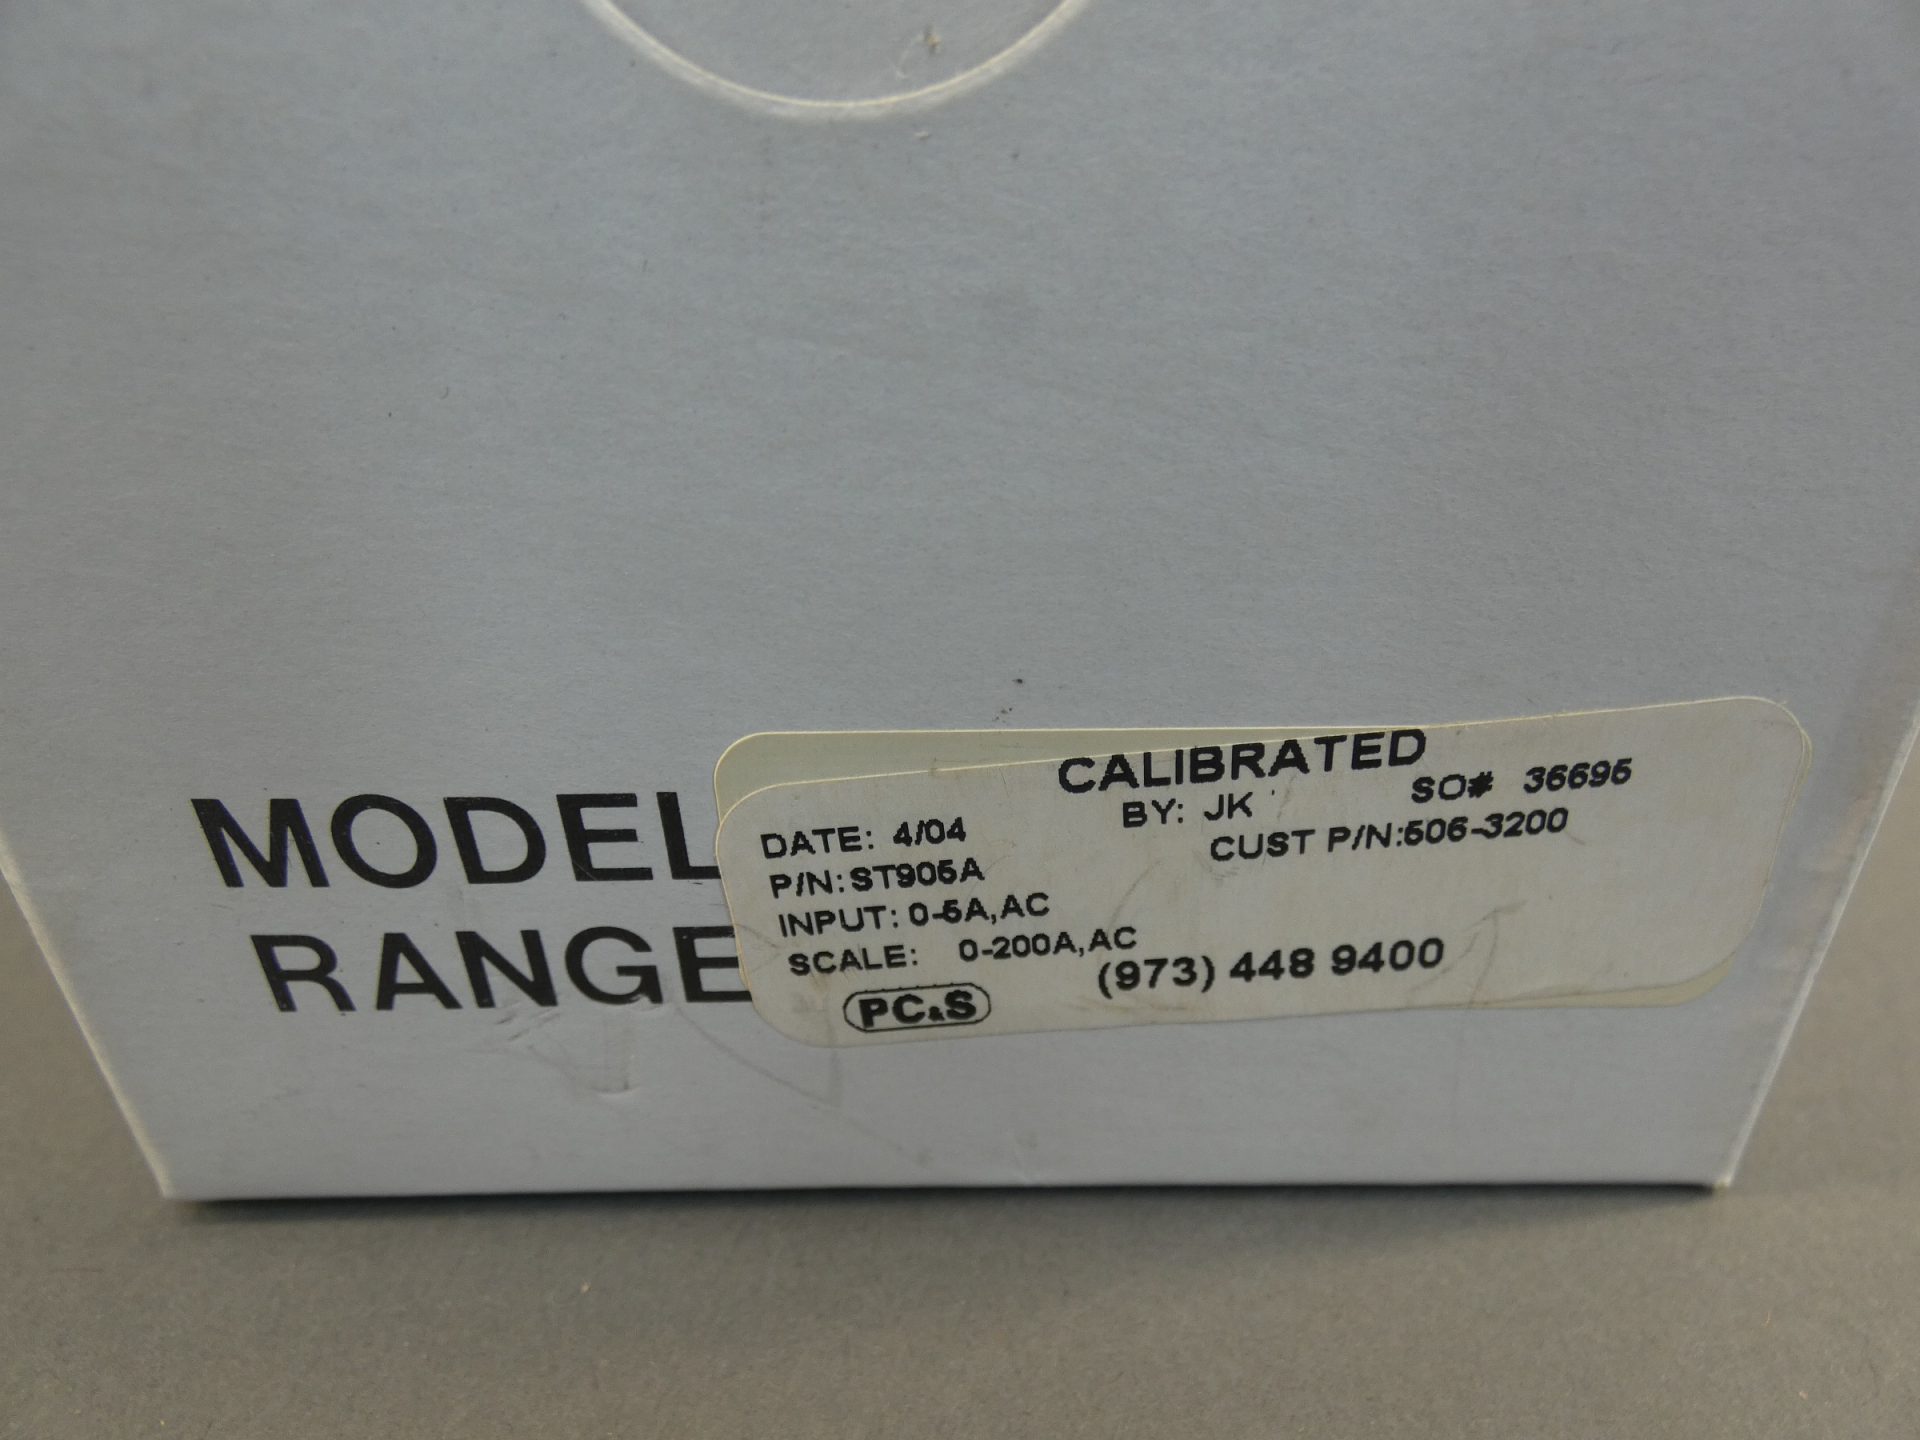 MODEL
RANGE
CALIBRATED
DATE: 4/04 BY: JK SO# 36695
P/N:ST905A CUST P/N:506-3200
INPUT: 0-5A,AC
SCALE: 0-200A,AC
PC&S (973) 448 9400